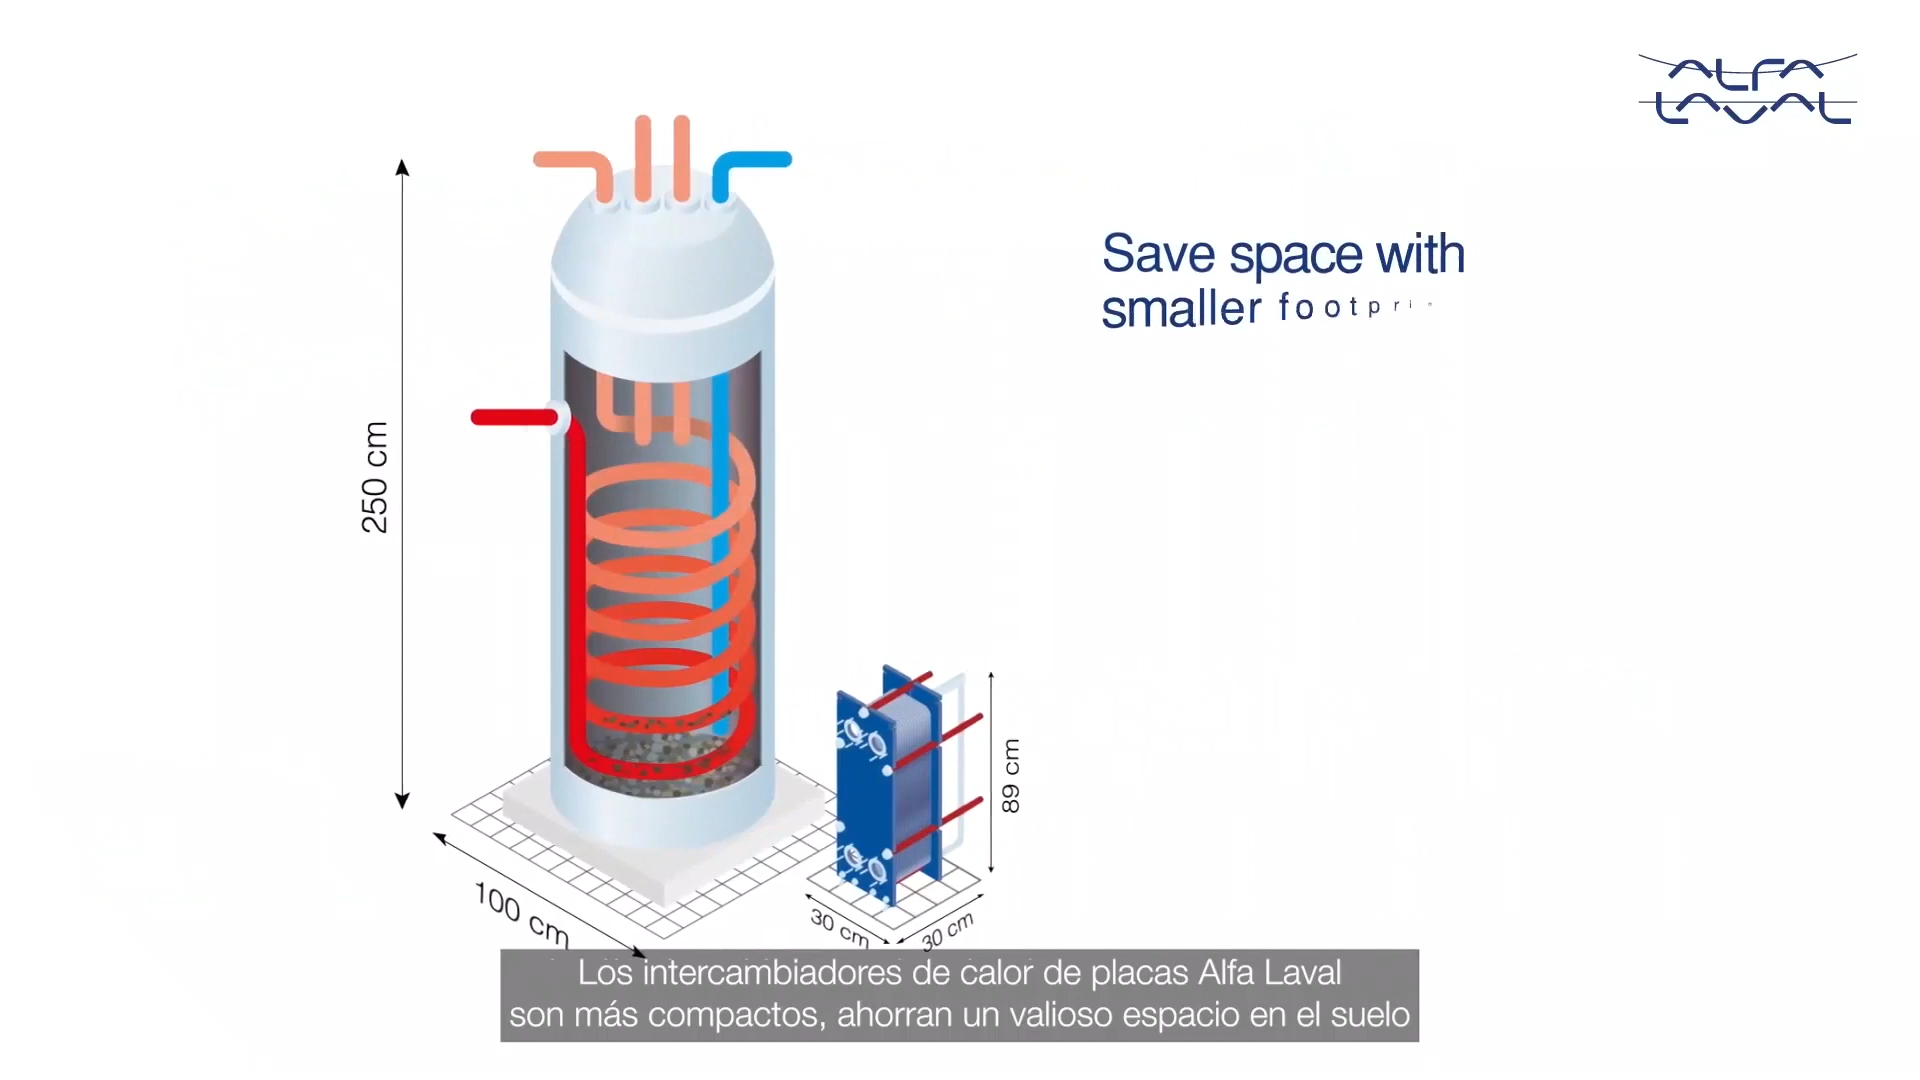 ALFA
LAVAL
Save space with
smaller footpri
250 cm
89 cm
100 cm
30 cm
30 cm
Los intercambiadores de calor de placas Alfa Laval
son más compactos, ahorran un valioso espacio en el suelo